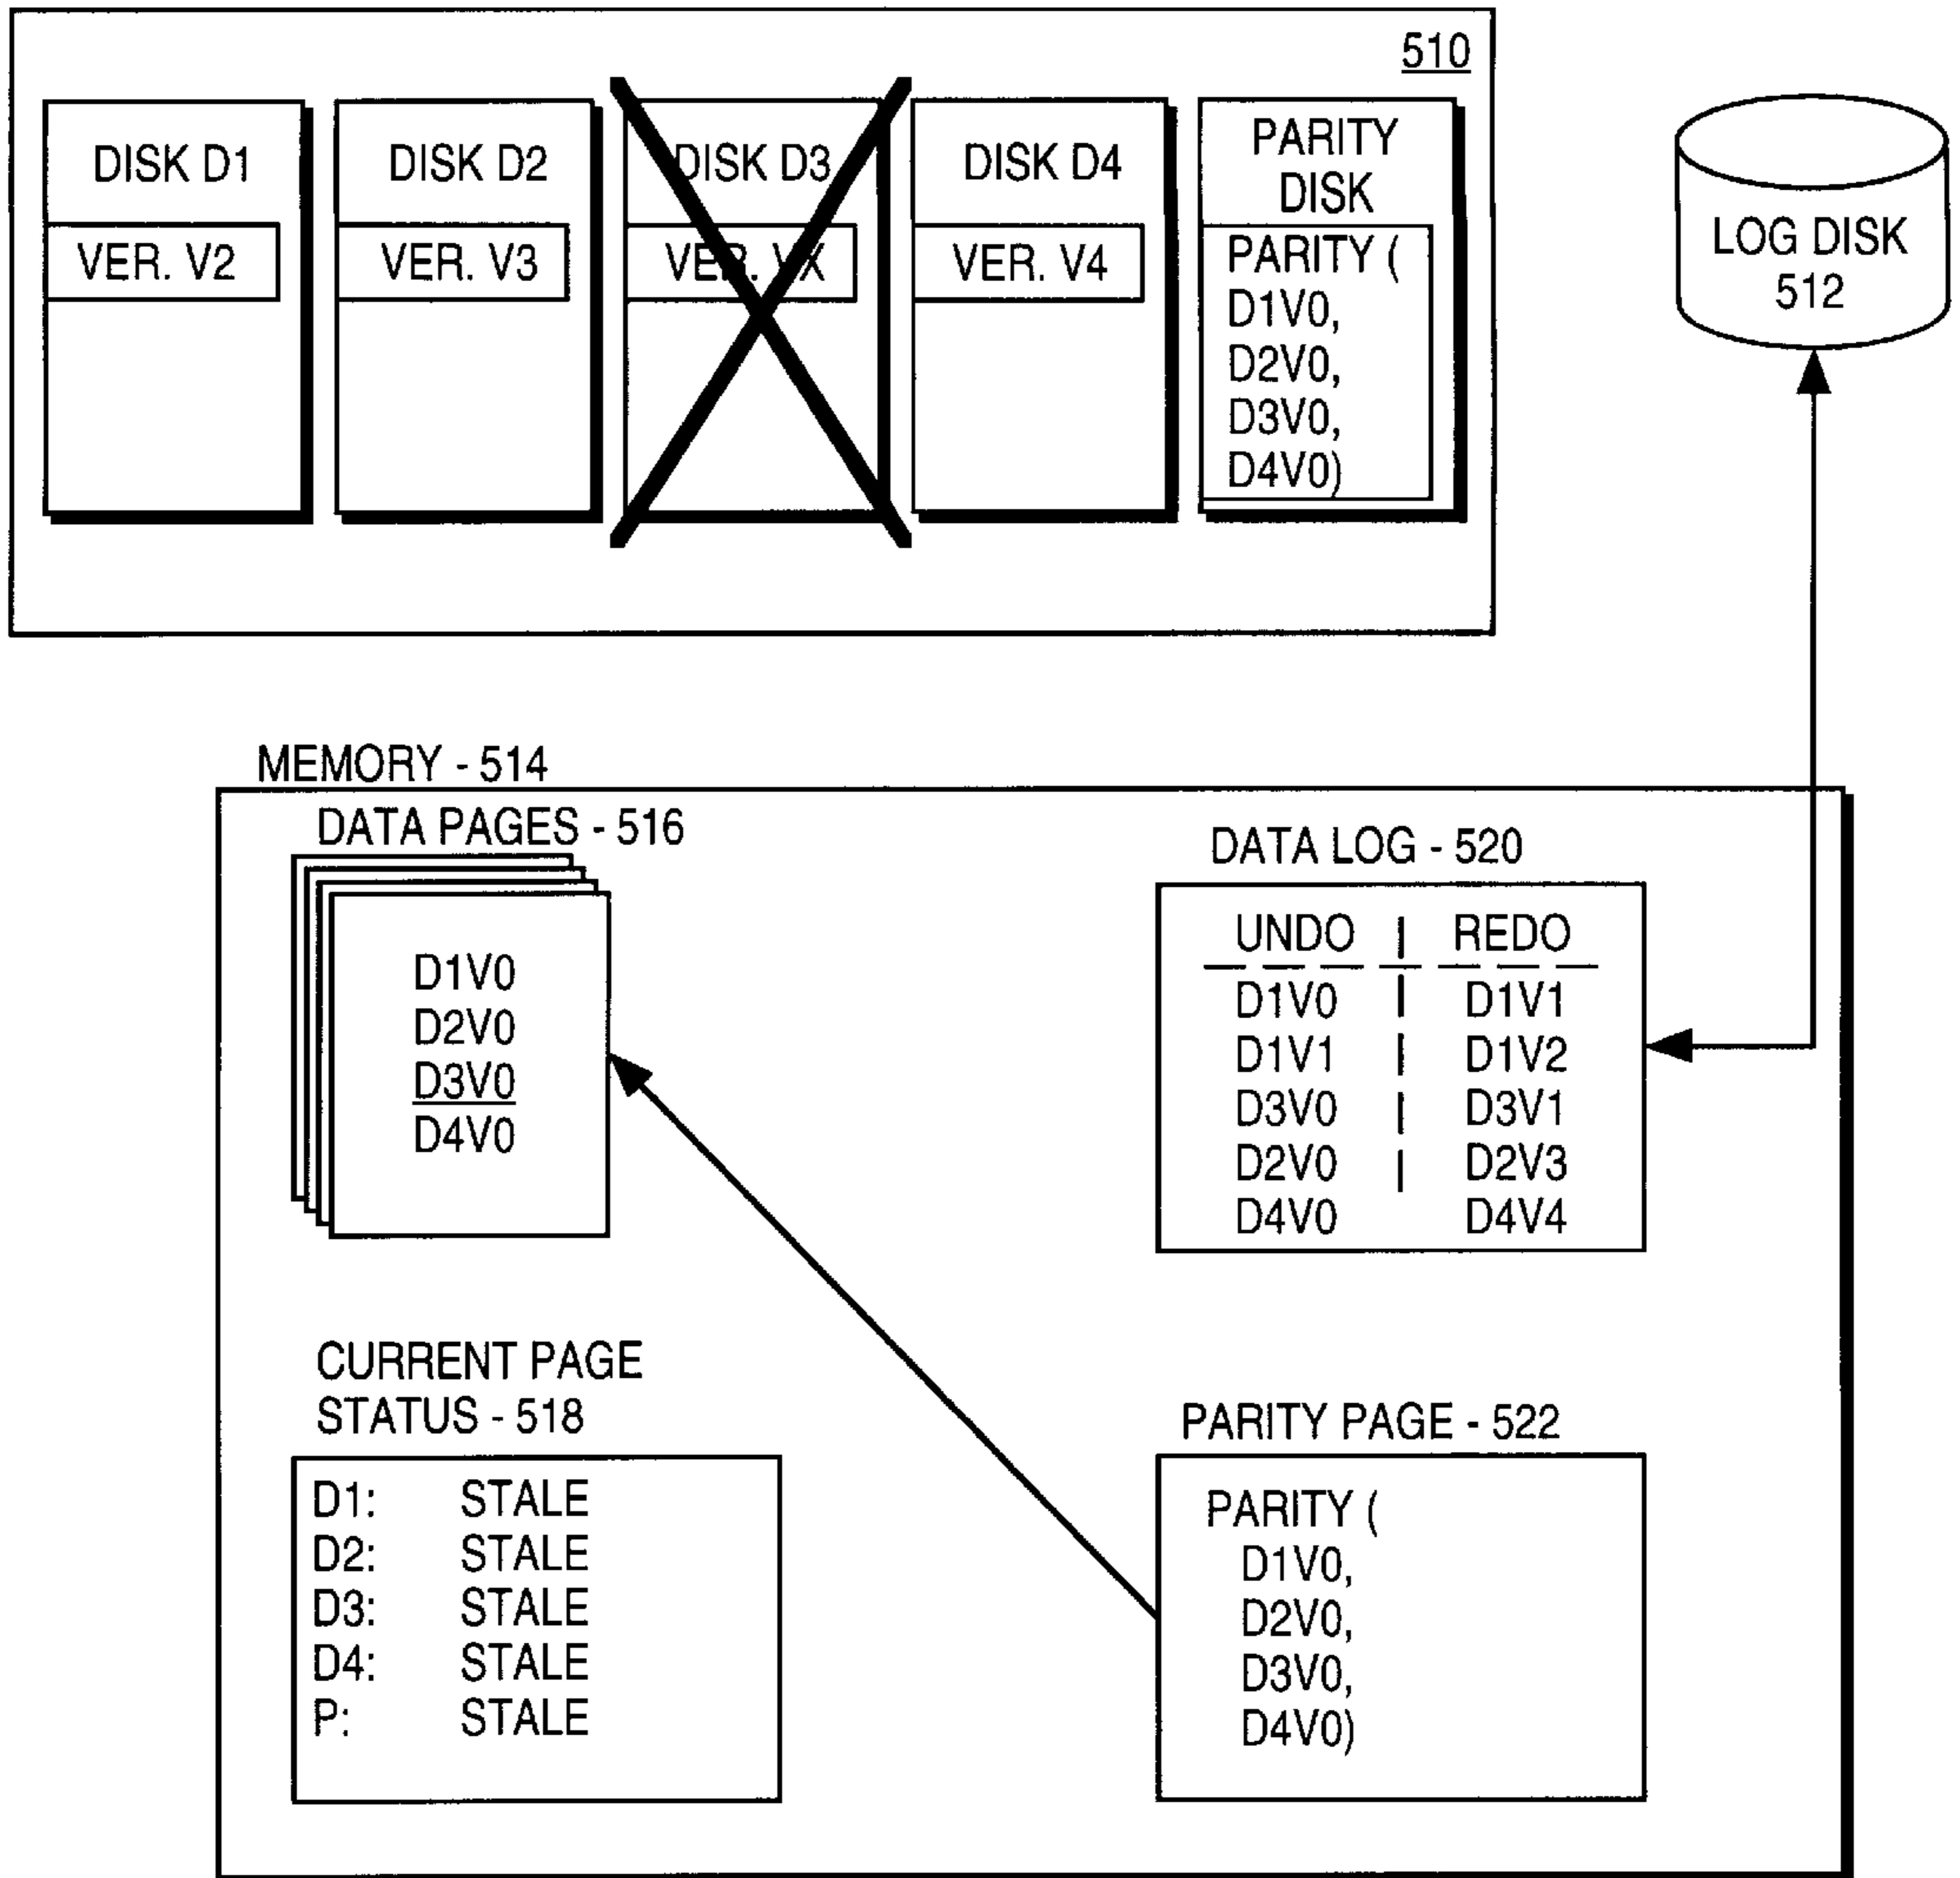 510
DISK D1
VER. V2
DISK D2
VER. V3
DISK D3
VER. VX
DISK D4
VER. V4
PARITY
DISK
PARITY (
D1V0,
D2V0,
D3V0,
D4V0)
LOG DISK
512
MEMORY - 514
DATA PAGES - 516
D1V0
D2V0
D3V0
D4V0
DATA LOG - 520
UNDO | REDO
D1V0 | D1V1
D1V1 | D1V2
D3V0 | D3V1
D2V0 | D2V3
D4V0 D4V4
CURRENT PAGE
STATUS - 518
D1: STALE
D2: STALE
D3: STALE
D4: STALE
P: STALE
PARITY PAGE - 522
PARITY (
D1V0,
D2V0,
D3V0,
D4V0)